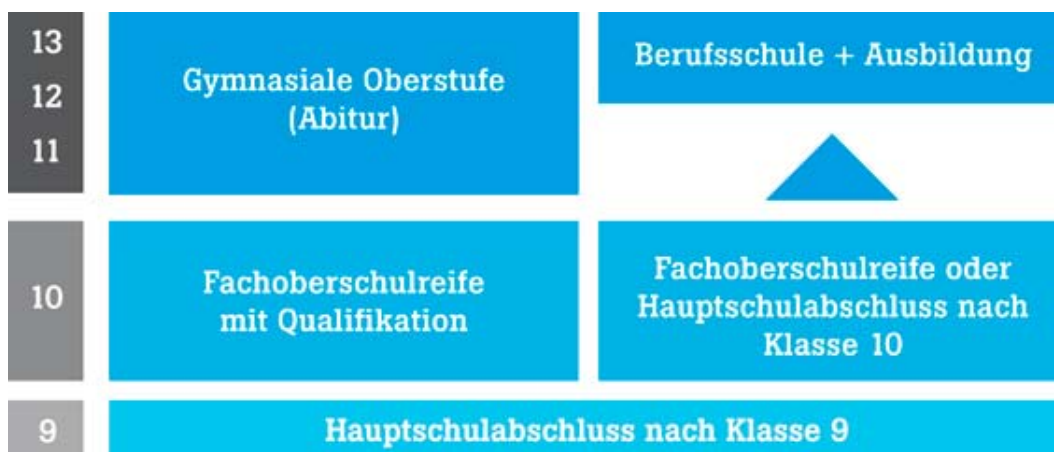 13
12
11
Gymnasiale Oberstufe
(Abitur)
Berufsschule + Ausbildung
10
Fachoberschulreife
mit Qualifikation
Fachoberschulreife oder
Hauptschulabschluss nach
Klasse 10
9
Hauptschulabschluss nach Klasse 9